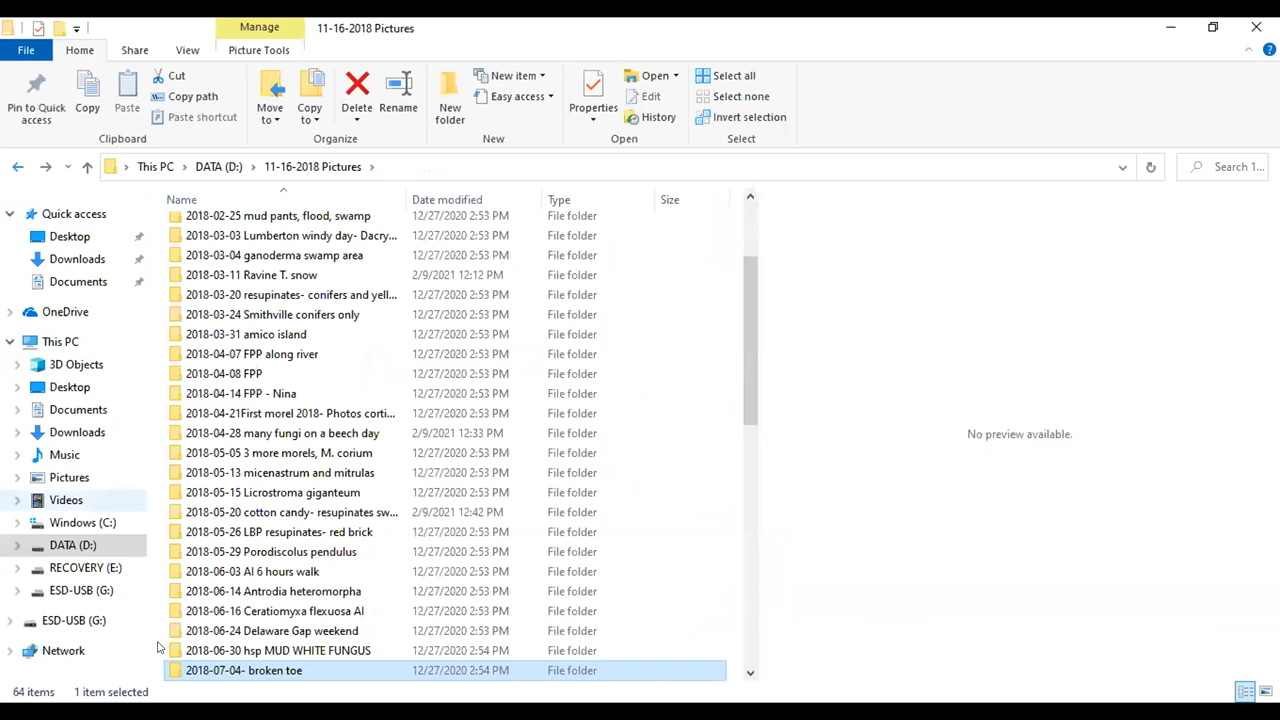 Manage
11-16-2018 Pictures
File
Home
Share
View
Picture Tools
Pin to Quick access
Copy
Paste
Cut
Copy path
Paste shortcut
Clipboard
Move to
Copy to
Delete
Rename
Organize
New folder
New item
Easy access
New
Properties
Open
Edit
History
Open
Select all
Select none
Invert selection
Select
This PC > DATA (D:) > 11-16-2018 Pictures >
Search 1...
Name Date modified Type Size
2018-02-25 mud pants, flood, swamp 12/27/2020 2:53 PM File folder
2018-03-03 Lumberton windy day- Dacry... 12/27/2020 2:53 PM File folder
2018-03-04 ganoderma swamp area 12/27/2020 2:53 PM File folder
2018-03-11 Ravine T. snow 2/9/2021 12:12 PM File folder
2018-03-20 resupinates- conifers and yell... 12/27/2020 2:53 PM File folder
2018-03-24 Smithville conifers only 12/27/2020 2:53 PM File folder
2018-03-31 amico island 12/27/2020 2:53 PM File folder
2018-04-07 FPP along river 12/27/2020 2:53 PM File folder
2018-04-08 FPP 12/27/2020 2:53 PM File folder
2018-04-14 FPP - Nina 12/27/2020 2:53 PM File folder
2018-04-21First morel 2018- Photos corti... 12/27/2020 2:53 PM File folder
2018-04-28 many fungi on a beech day 2/9/2021 12:33 PM File folder
2018-05-05 3 more morels, M. corium 12/27/2020 2:53 PM File folder
2018-05-13 micenastrum and mitrulas 12/27/2020 2:53 PM File folder
2018-05-15 Licrostroma giganteum 12/27/2020 2:53 PM File folder
2018-05-20 cotton candy- resupinates sw... 2/9/2021 12:42 PM File folder
2018-05-26 LBP resupinates- red brick 12/27/2020 2:53 PM File folder
2018-05-29 Porodiscolus pendulus 12/27/2020 2:53 PM File folder
2018-06-03 AI 6 hours walk 12/27/2020 2:53 PM File folder
2018-06-14 Antrodia heteromorpha 12/27/2020 2:53 PM File folder
2018-06-16 Ceratiomyxa flexuosa AI 12/27/2020 2:53 PM File folder
2018-06-24 Delaware Gap weekend 12/27/2020 2:53 PM File folder
2018-06-30 hsp MUD WHITE FUNGUS 12/27/2020 2:54 PM File folder
2018-07-04- broken toe 12/27/2020 2:54 PM File folder
Quick access
Desktop
Downloads
Documents
OneDrive
This PC
3D Objects
Desktop
Documents
Downloads
Music
Pictures
Videos
Windows (C:)
DATA (D:)
RECOVERY (E:)
ESD-USB (G:)
ESD-USB (G:)
Network
No preview available.
64 items 1 item selected